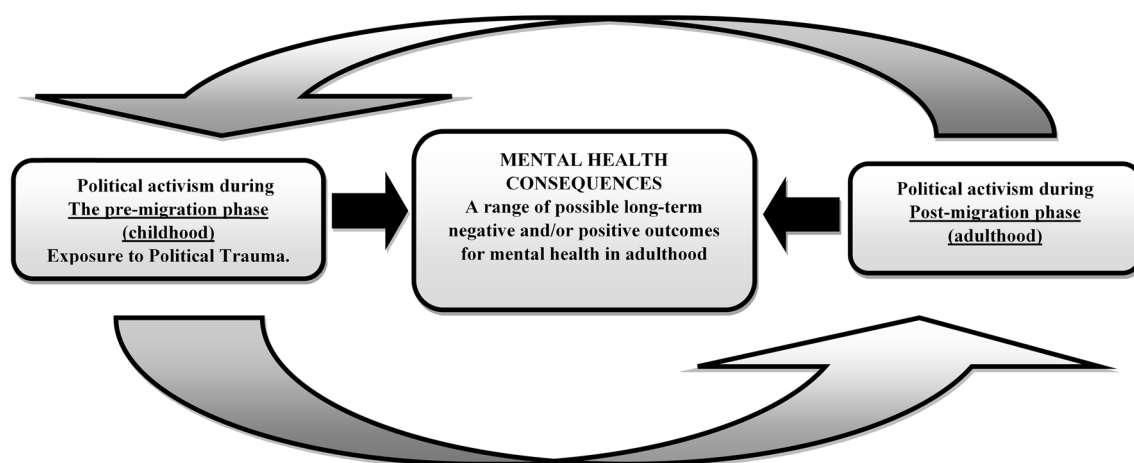 Political activism during
The pre-migration phase
(childhood)
Exposure to Political Trauma.
MENTAL HEALTH
CONSEQUENCES
A range of possible long-term
negative and/or positive outcomes
for mental health in adulthood
Political activism during
Post-migration phase
(adulthood)